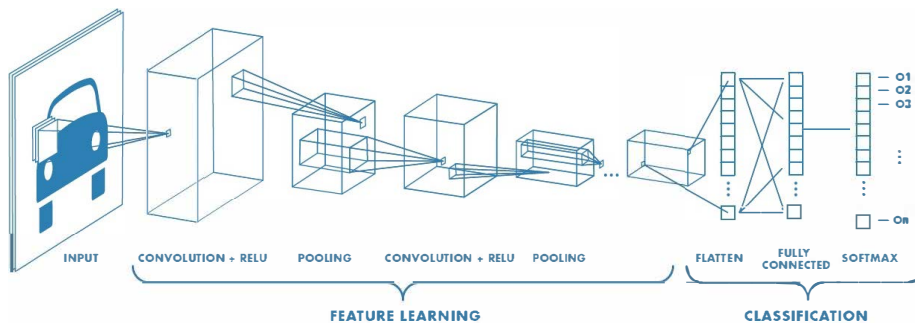 O1
O2
O3
On
INPUT
CONVOLUTION + RELU
POOLING
CONVOLUTION + RELU
POOLING
FLATTEN
FULLY
CONNECTED
SOFTMAX
FEATURE LEARNING
CLASSIFICATION